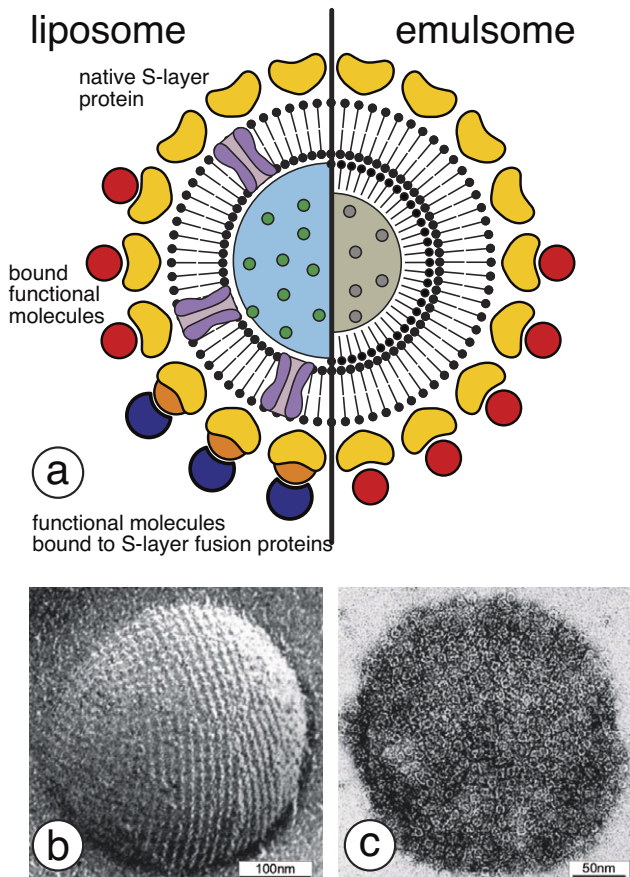 liposome
emulsome
native S-layer
protein
bound
functional
molecules
a
functional molecules
bound to S-layer fusion proteins
b
100nm
c
50nm